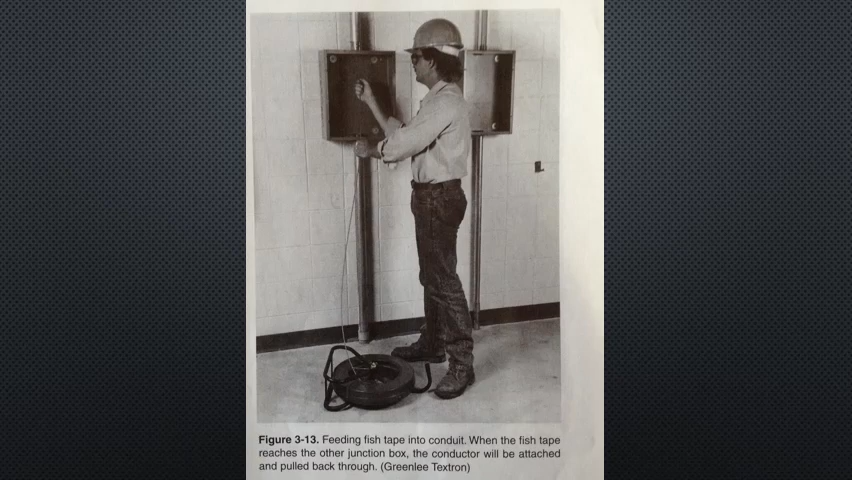 Figure 3-13. Feeding fish tape into conduit. When the fish tape
reaches the other junction box, the conductor will be attached
and pulled back through. (Greenlee Textron)